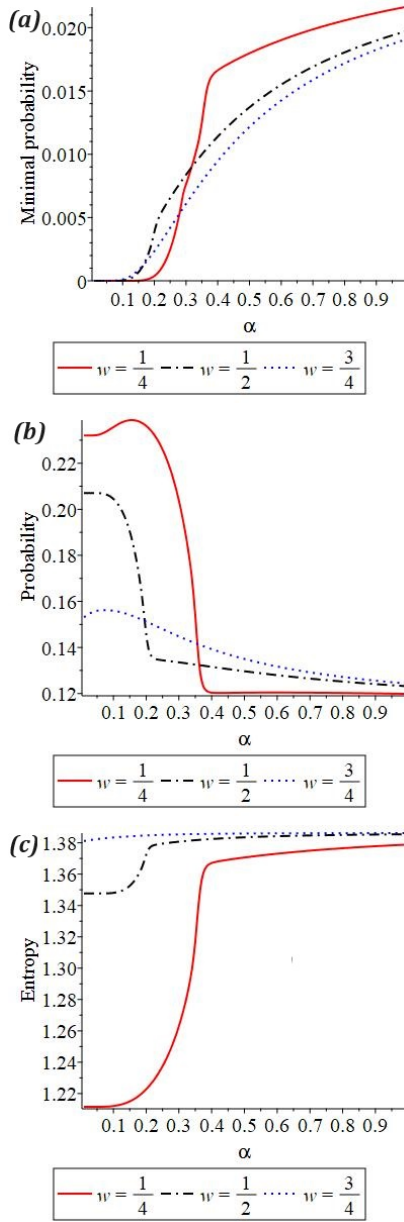 (a)
0.020
0.015
0.010
0.005
0
Minimal probability
0.1 0.2 0.3 0.4 0.5 0.6 0.7 0.8 0.9
α
w = 1/4 w = 1/2 w = 3/4
(b)
0.22
0.20
0.18
0.16
0.14
0.12
Probability
0.1 0.2 0.3 0.4 0.5 0.6 0.7 0.8 0.9
α
w = 1/4 w = 1/2 w = 3/4
(c)
1.38
1.36
1.34
1.32
1.30
1.28
1.26
1.24
1.22
Entropy
0.1 0.2 0.3 0.4 0.5 0.6 0.7 0.8 0.9
α
w = 1/4 w = 1/2 w = 3/4